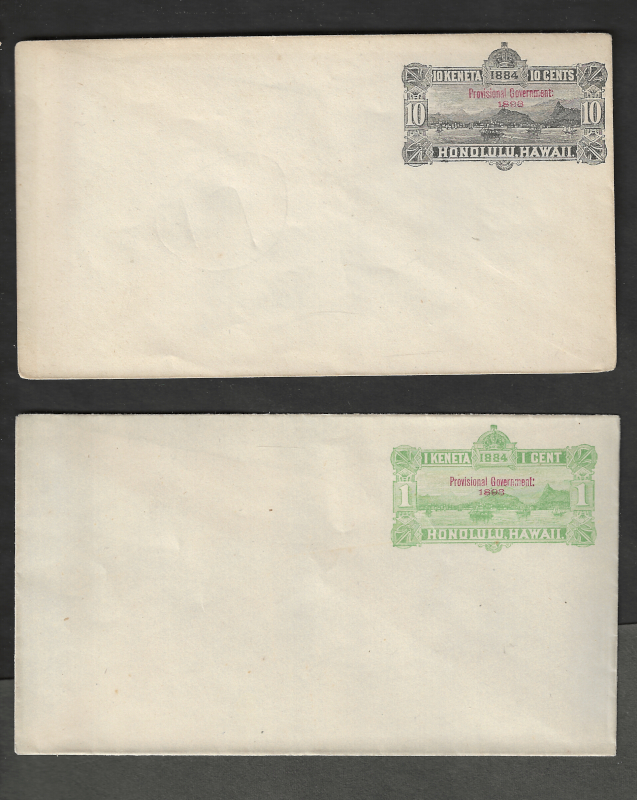 10 KENETA 1884 10 CENTS
Provisional Government:
1893
10 10
HONOLULU, HAWAII.
1 KENETA 1884 1 CENT
Provisional Government:
1893
1 1
HONOLULU, HAWAII.